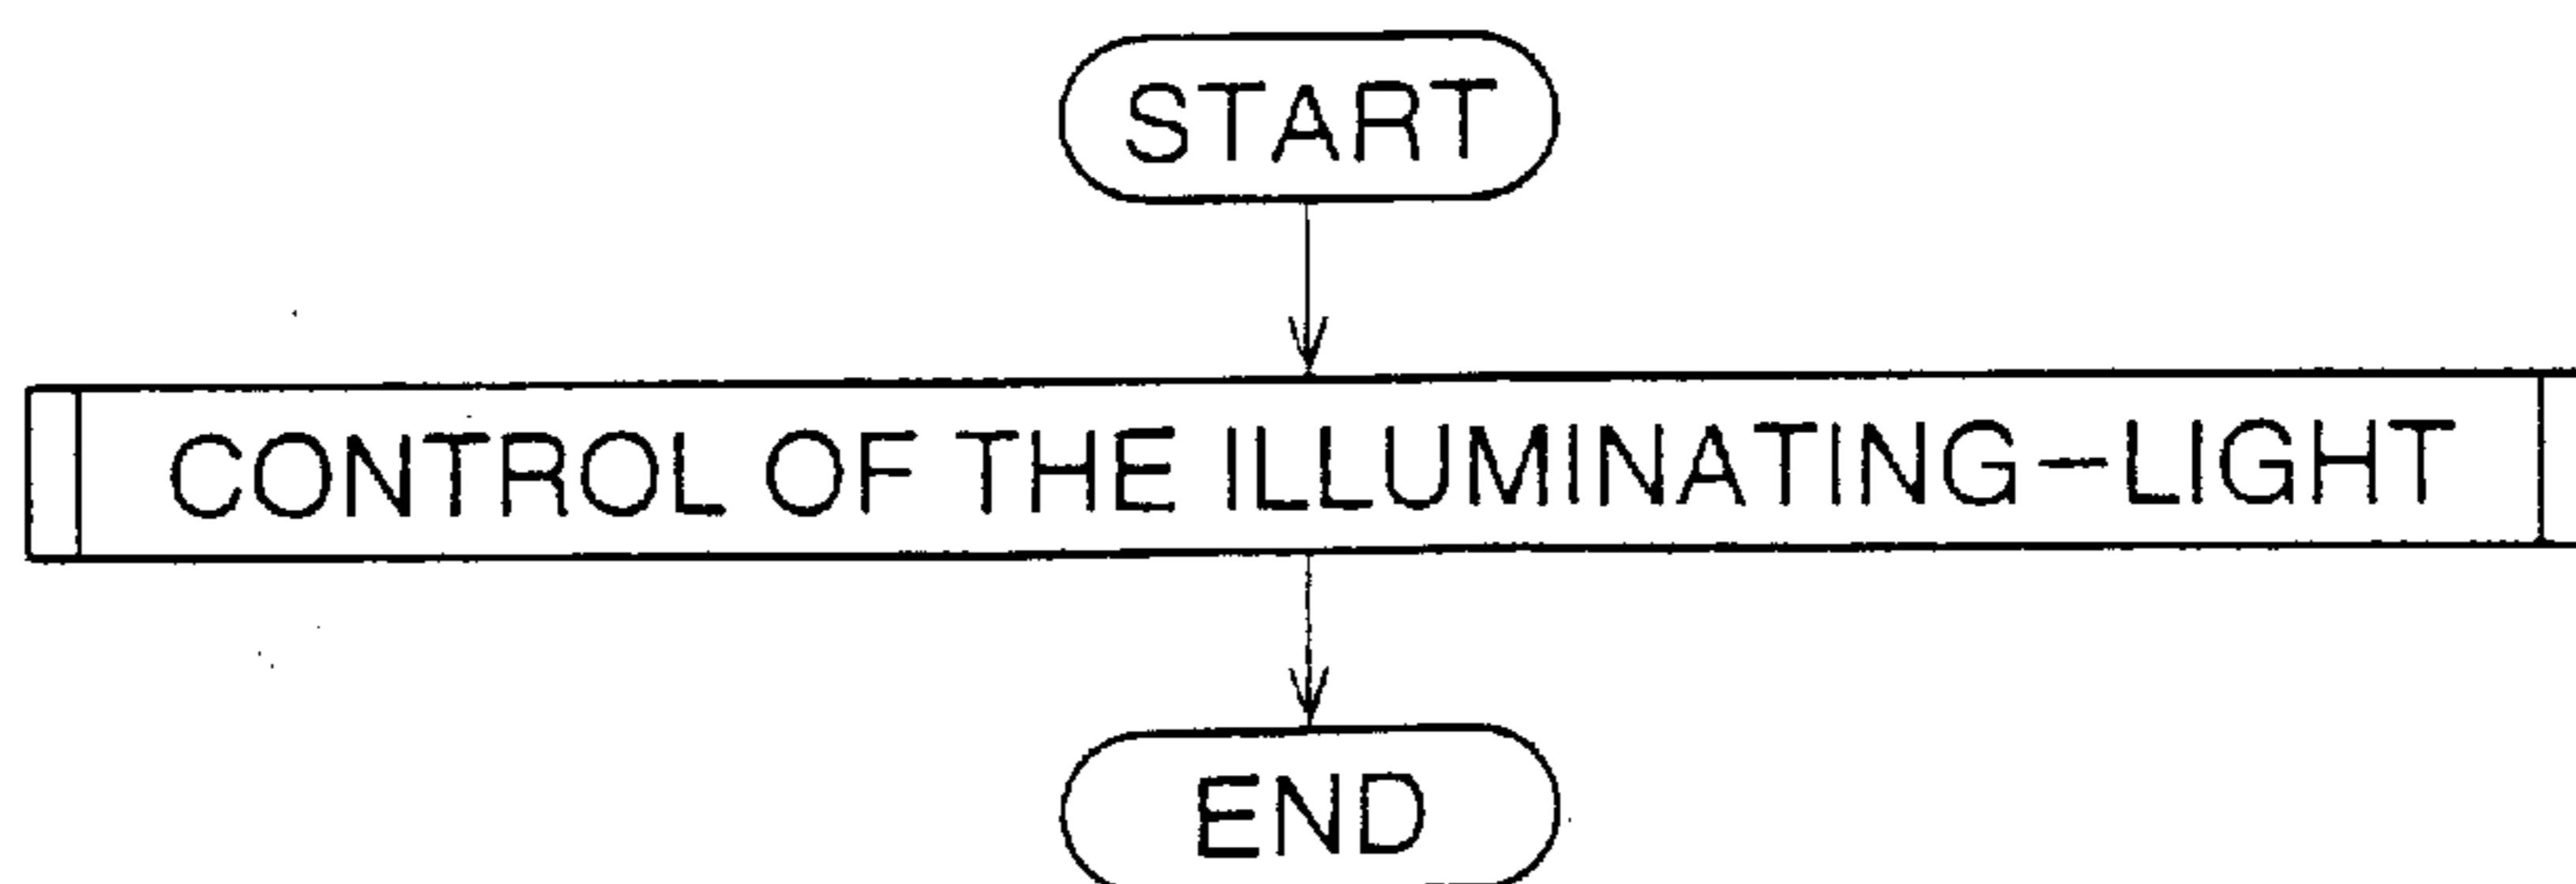 START
CONTROL OF THE ILLUMINATING-LIGHT
END